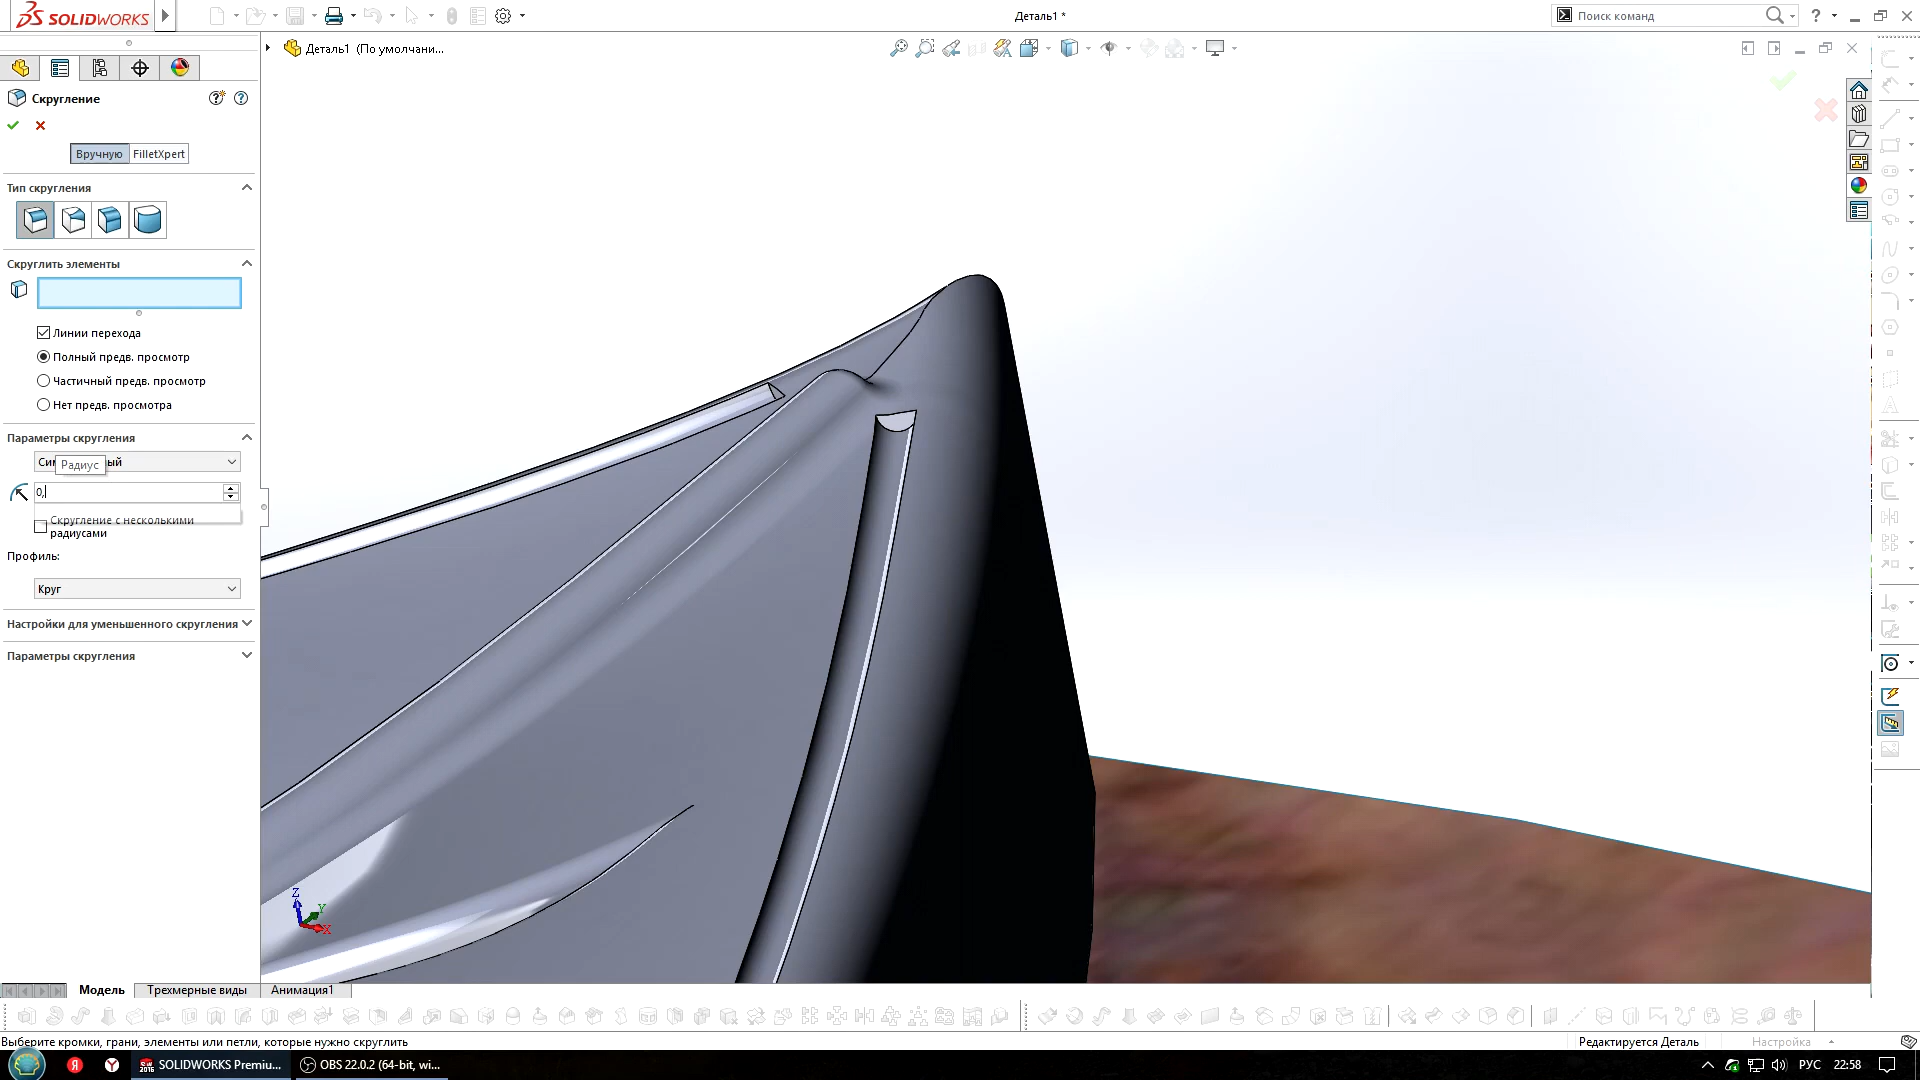 SOLIDWORKS
Деталь1 *
Поиск команд
Деталь1 (По умолчани...
Скругление
Вручную
FilletXpert
Тип скругления
Скруглить элементы
Линии перехода
Полный предв. просмотр
Частичный предв. просмотр
Нет предв. просмотра
Параметры скругления
Радиус
0,
Скругление с несколькими
радиусами
Профиль:
Круг
Настройки для уменьшенного скругления
Параметры скругления
Z
Y
X
Модель
Трехмерные виды
Анимация1
Выберите кромки, грани, элементы или петли, которые нужно скруглить
Редактируется Деталь
Настройка
SOLIDWORKS Premiu...
OBS 22.0.2 (64-bit, wi...
РУС
22:58